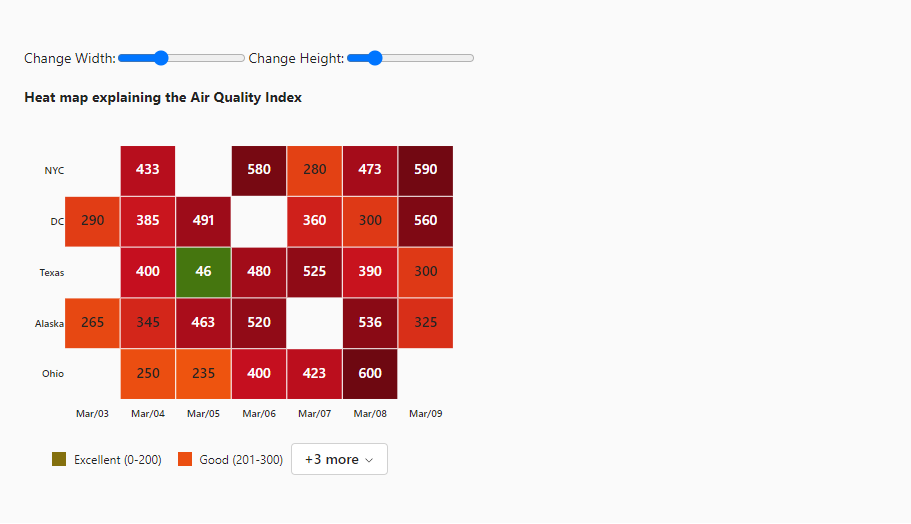 Change Width: Change Height:
Heat map explaining the Air Quality Index
NYC 433 580 280 473 590
DC 290 385 491 360 300 560
Texas 400 46 480 525 390 300
Alaska 265 345 463 520 536 325
Ohio 250 235 400 423 600
Mar/03 Mar/04 Mar/05 Mar/06 Mar/07 Mar/08 Mar/09
Excellent (0-200) Good (201-300) +3 more